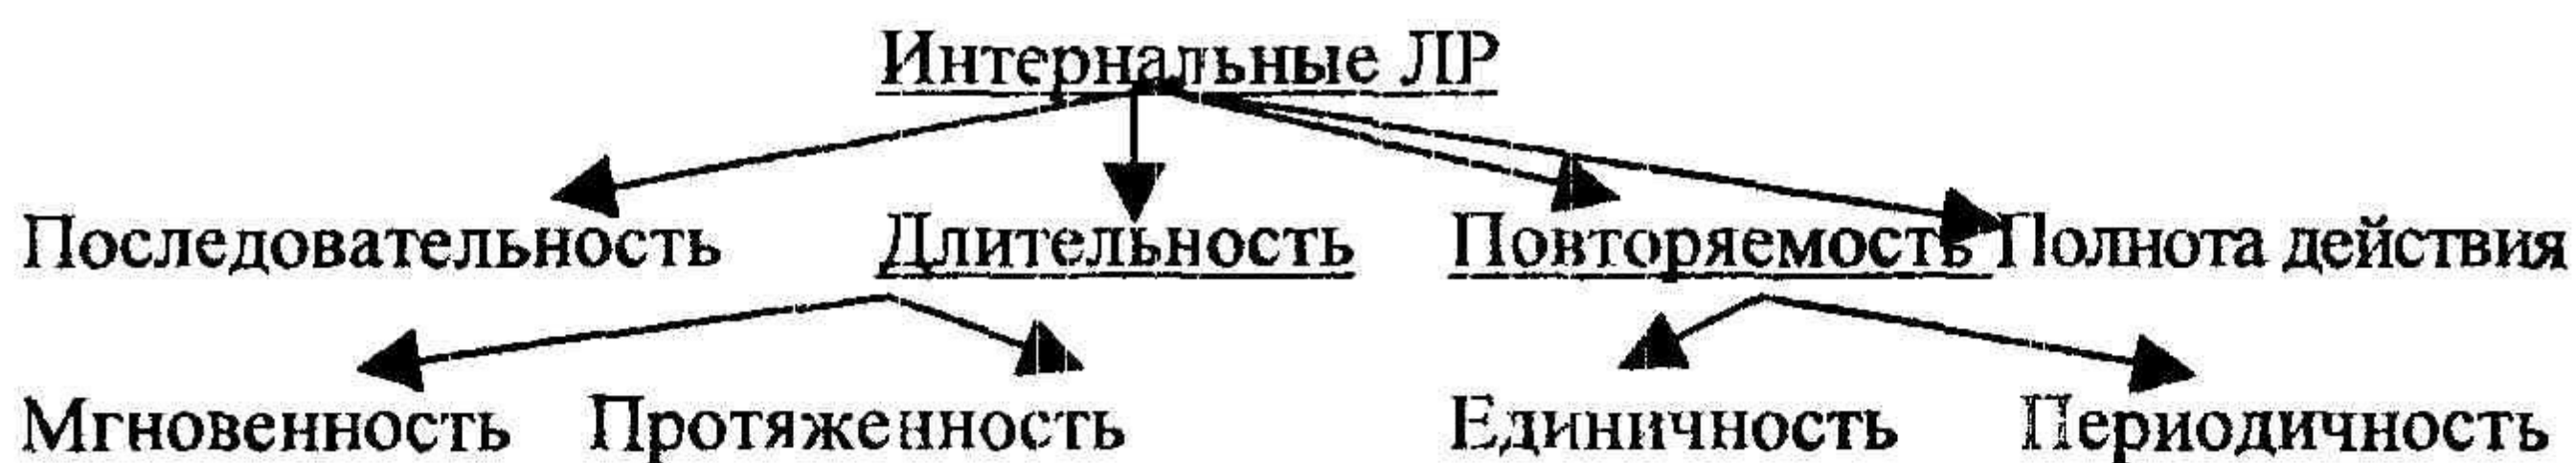 Интернальные ЛР
Последовательность Длительность Повторяемость Полнота действия
Мгновенность Протяженность Единичность Периодичность